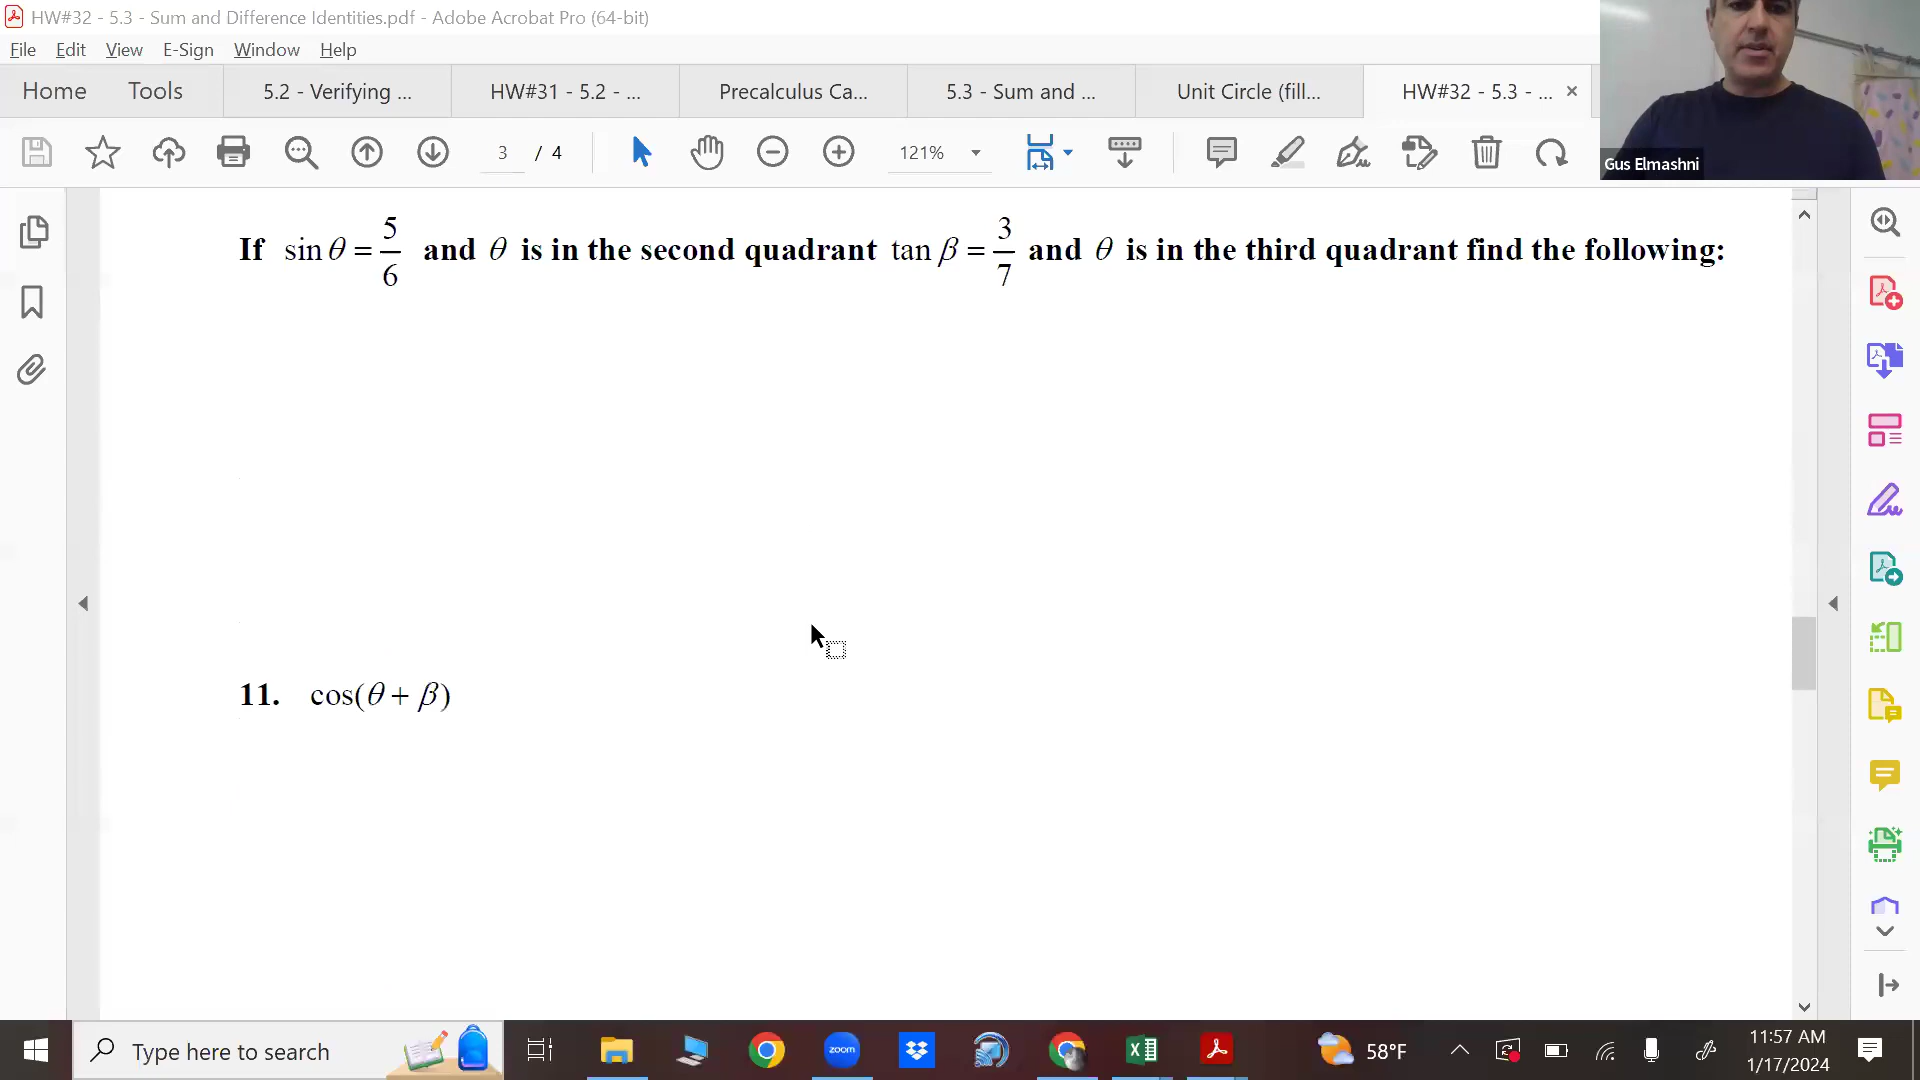 HW#32 - 5.3 - Sum and Difference Identities.pdf - Adobe Acrobat Pro (64-bit)
File Edit View E-Sign Window Help
Home Tools 5.2 - Verifying ... HW#31 - 5.2 - ... Precalculus Ca... 5.3 - Sum and ... Unit Circle (fill... HW#32 - 5.3 - ... ×
3 / 4 121%
Gus Elmashni
If sin θ = 5/6 and θ is in the second quadrant tan β = 3/7 and θ is in the third quadrant find the following:
11. cos(θ + β)
Type here to search
zoom
58°F
11:57 AM
1/17/2024